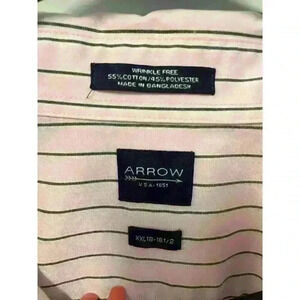 WRINKLE FREE
55% COTTON/45% POLYESTER
MADE IN BANGLADESH
ARROW
U S A - 1851
XXL 18-18 1/2